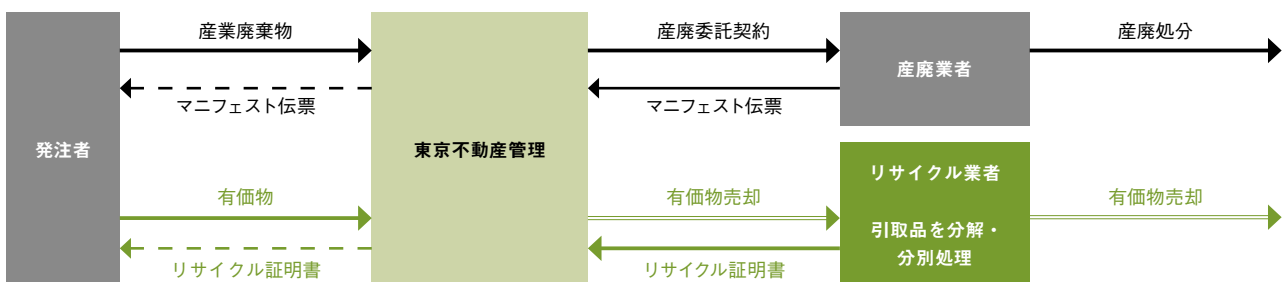 産業廃棄物
産廃委託契約
産廃処分
産廃業者
マニフェスト伝票
マニフェスト伝票
発注者
東京不動産管理
リサイクル業者
有価物
有価物売却
有価物売却
引取品を分解・
分別処理
リサイクル証明書
リサイクル証明書